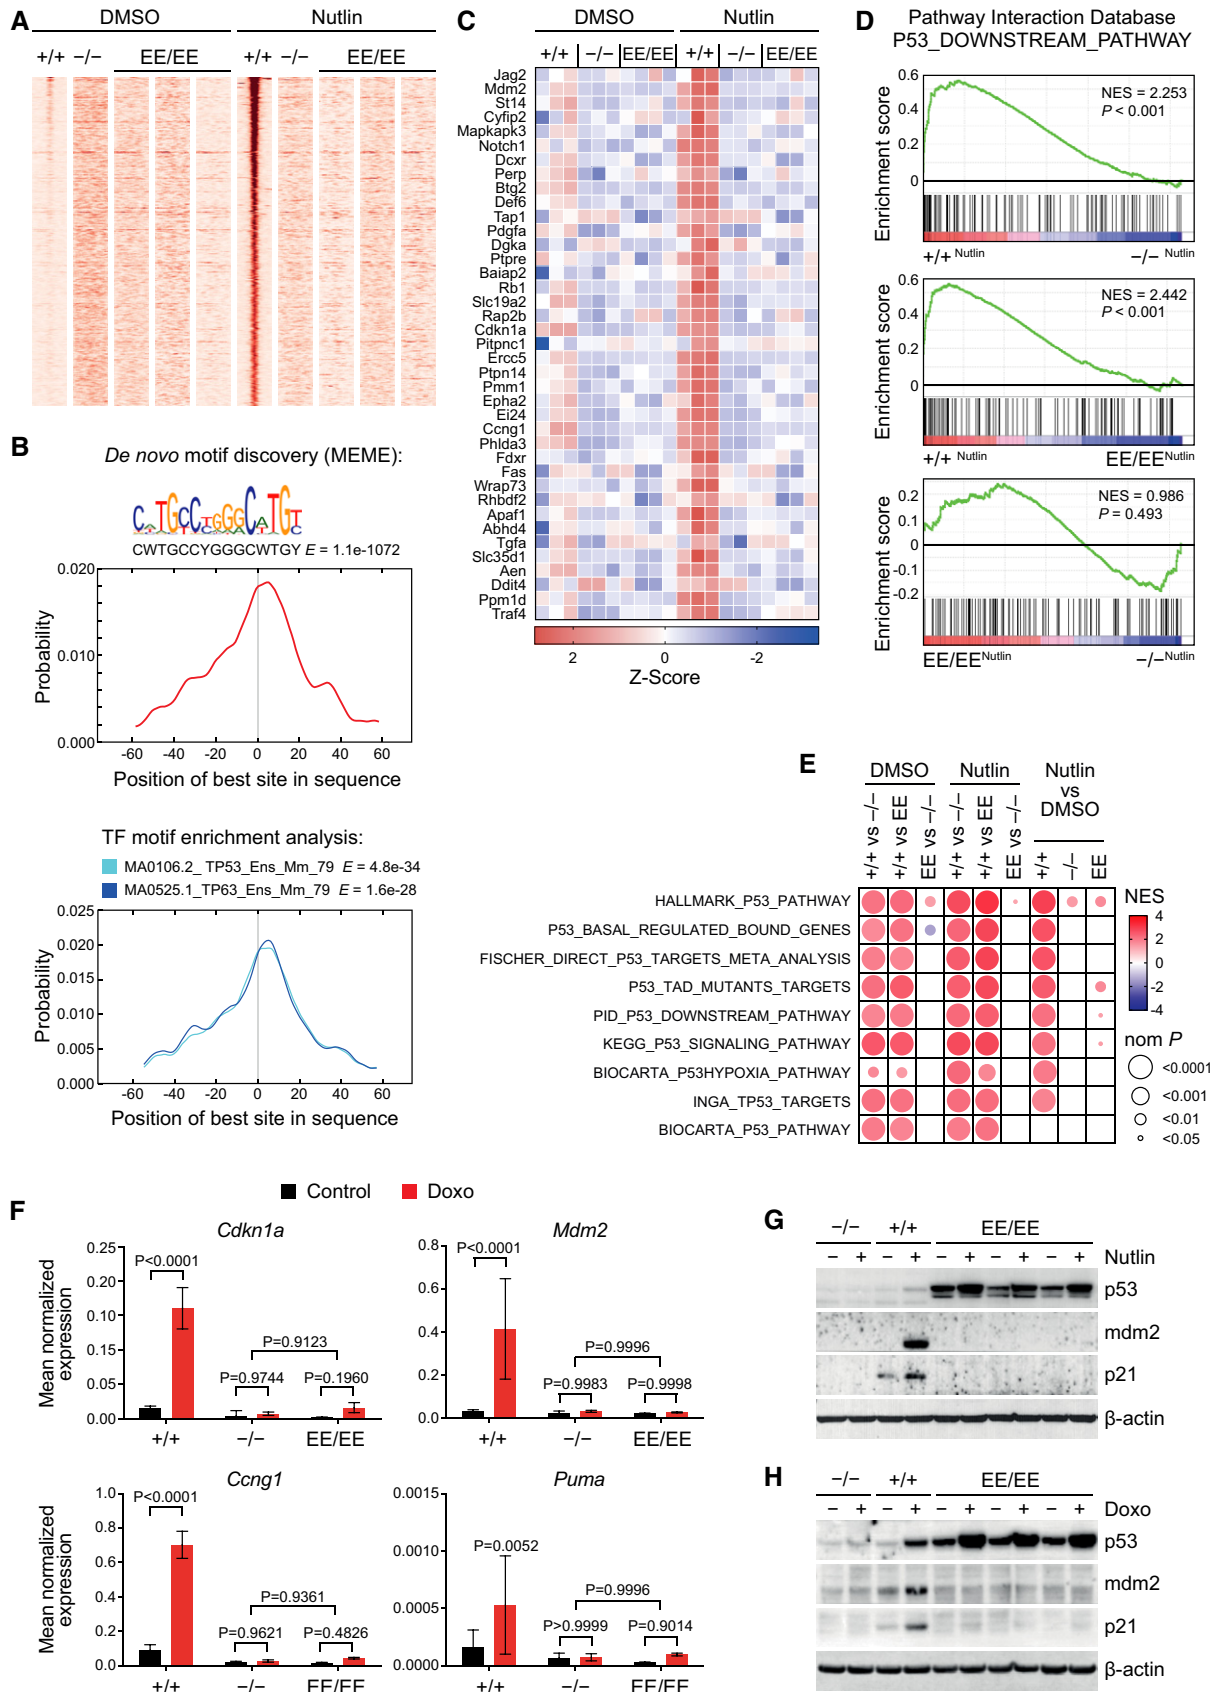 A
DMSO
Nutlin
+/+ −/− EE/EE +/+ −/− EE/EE
B
De novo motif discovery (MEME):
CWTGCCYGGGCWTGY E = 1.1e-1072
Probability
0.020
0.010
0.000
-60 -40 -20 0 20 40 60
Position of best site in sequence
TF motif enrichment analysis:
MA0106.2_ TP53_Ens_Mm_79 E = 4.8e-34
MA0525.1_TP63_Ens_Mm_79 E = 1.6e-28
Probability
0.025
0.020
0.015
0.010
0.005
0.000
-60 -40 -20 0 20 40 60
Position of best site in sequence
C
DMSO
Nutlin
+/+ −/− EE/EE +/+ −/− EE/EE
Jag2
Mdm2
St14
Cyfip2
Mapkapk3
Notch1
Dcxr
Perp
Btg2
Def6
Tap1
Pdgfa
Dgka
Ptpre
Baiap2
Rb1
Slc19a2
Rap2b
Cdkn1a
Pitpnc1
Ercc5
Ptpn14
Pmm1
Epha2
Ei24
Ccng1
Phlda3
Fdxr
Fas
Wrap73
Rhbdf2
Apaf1
Abhd4
Tgfa
Slc35d1
Aen
Ddit4
Ppm1d
Traf4
2 0 -2
Z-Score
D
Pathway Interaction Database
P53_DOWNSTREAM_PATHWAY
Enrichment score
0.6
0.4
0.2
0
NES = 2.253
P < 0.001
+/+ Nutlin
−/− Nutlin
Enrichment score
0.6
0.4
0.2
0
NES = 2.442
P < 0.001
+/+ Nutlin
EE/EE Nutlin
Enrichment score
0.2
0.1
0
-0.1
-0.2
NES = 0.986
P = 0.493
EE/EE Nutlin
−/− Nutlin
E
DMSO
Nutlin
Nutlin
vs
DMSO
+/+ vs −/−
+/+ vs EE
EE vs −/−
+/+ vs −/−
+/+ vs EE
EE vs −/−
+/+
−/−
EE
HALLMARK_P53_PATHWAY
P53_BASAL_REGULATED_BOUND_GENES
FISCHER_DIRECT_P53_TARGETS_META_ANALYSIS
P53_TAD_MUTANTS_TARGETS
PID_P53_DOWNSTREAM_PATHWAY
KEGG_P53_SIGNALING_PATHWAY
BIOCARTA_P53HYPOXIA_PATHWAY
INGA_TP53_TARGETS
BIOCARTA_P53_PATHWAY
NES
4
2
0
-2
-4
nom P
<0.0001
<0.001
<0.01
<0.05
F
Control
Doxo
Cdkn1a
Mean normalized
expression
0.25
0.20
0.10
0.15
0.05
0.00
P<0.0001
P=0.9123
P=0.9744
P=0.1960
+/+ −/− EE/EE
Mdm2
0.8
0.6
0.4
0.2
0.0
P<0.0001
P=0.9996
P=0.9983
P=0.9998
+/+ −/− EE/EE
Ccng1
Mean normalized
expression
1.0
0.8
0.6
0.4
0.2
0.0
P<0.0001
P=0.9361
P=0.9621
P=0.4826
+/+ −/− EE/EE
Puma
0.0015
0.0010
0.0005
0.0000
P=0.0052
P=0.9996
P>0.9999
P=0.9014
+/+ −/− EE/EE
G
−/− +/+ EE/EE
− + − + − + − + − + Nutlin
p53
mdm2
p21
β-actin
H
−/− +/+ EE/EE
− + − + − + − + − + Doxo
p53
mdm2
p21
β-actin